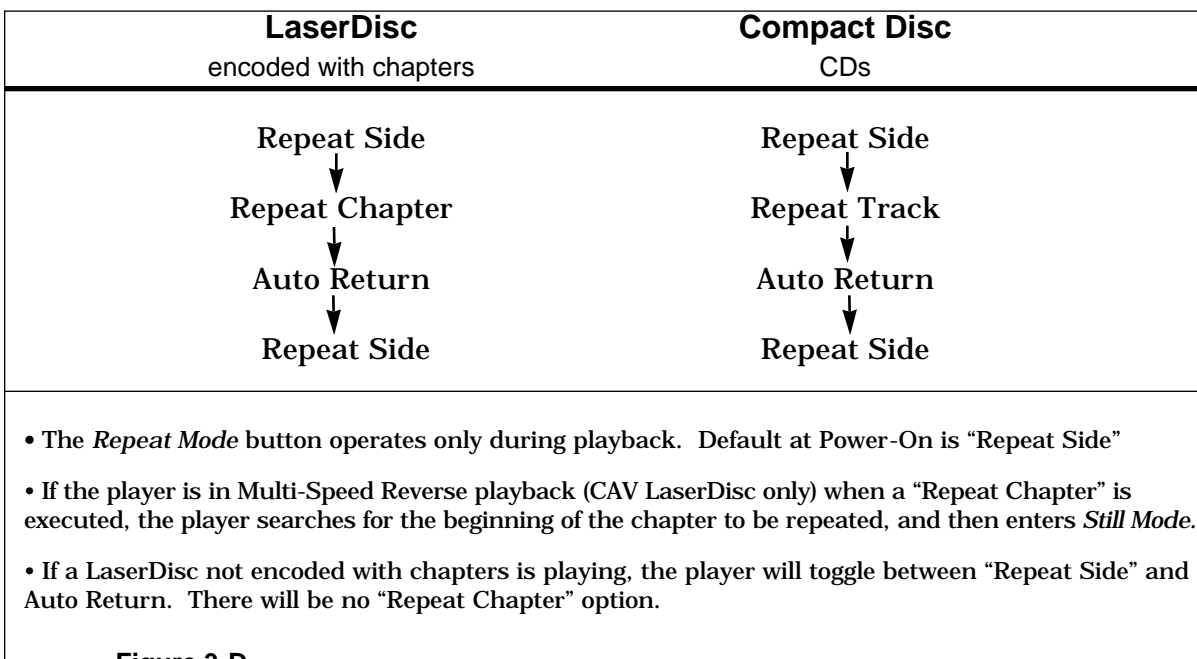 LaserDisc
encoded with chapters
Compact Disc
CDs
Repeat Side
Repeat Chapter
Auto Return
Repeat Side
Repeat Side
Repeat Track
Auto Return
Repeat Side
• The Repeat Mode button operates only during playback.  Default at Power-On is “Repeat Side”
• If the player is in Multi-Speed Reverse playback (CAV LaserDisc only) when a “Repeat Chapter” is
executed, the player searches for the beginning of the chapter to be repeated, and then enters Still Mode.
• If a LaserDisc not encoded with chapters is playing, the player will toggle between “Repeat Side” and
Auto Return.  There will be no “Repeat Chapter” option.
Figure 2-D